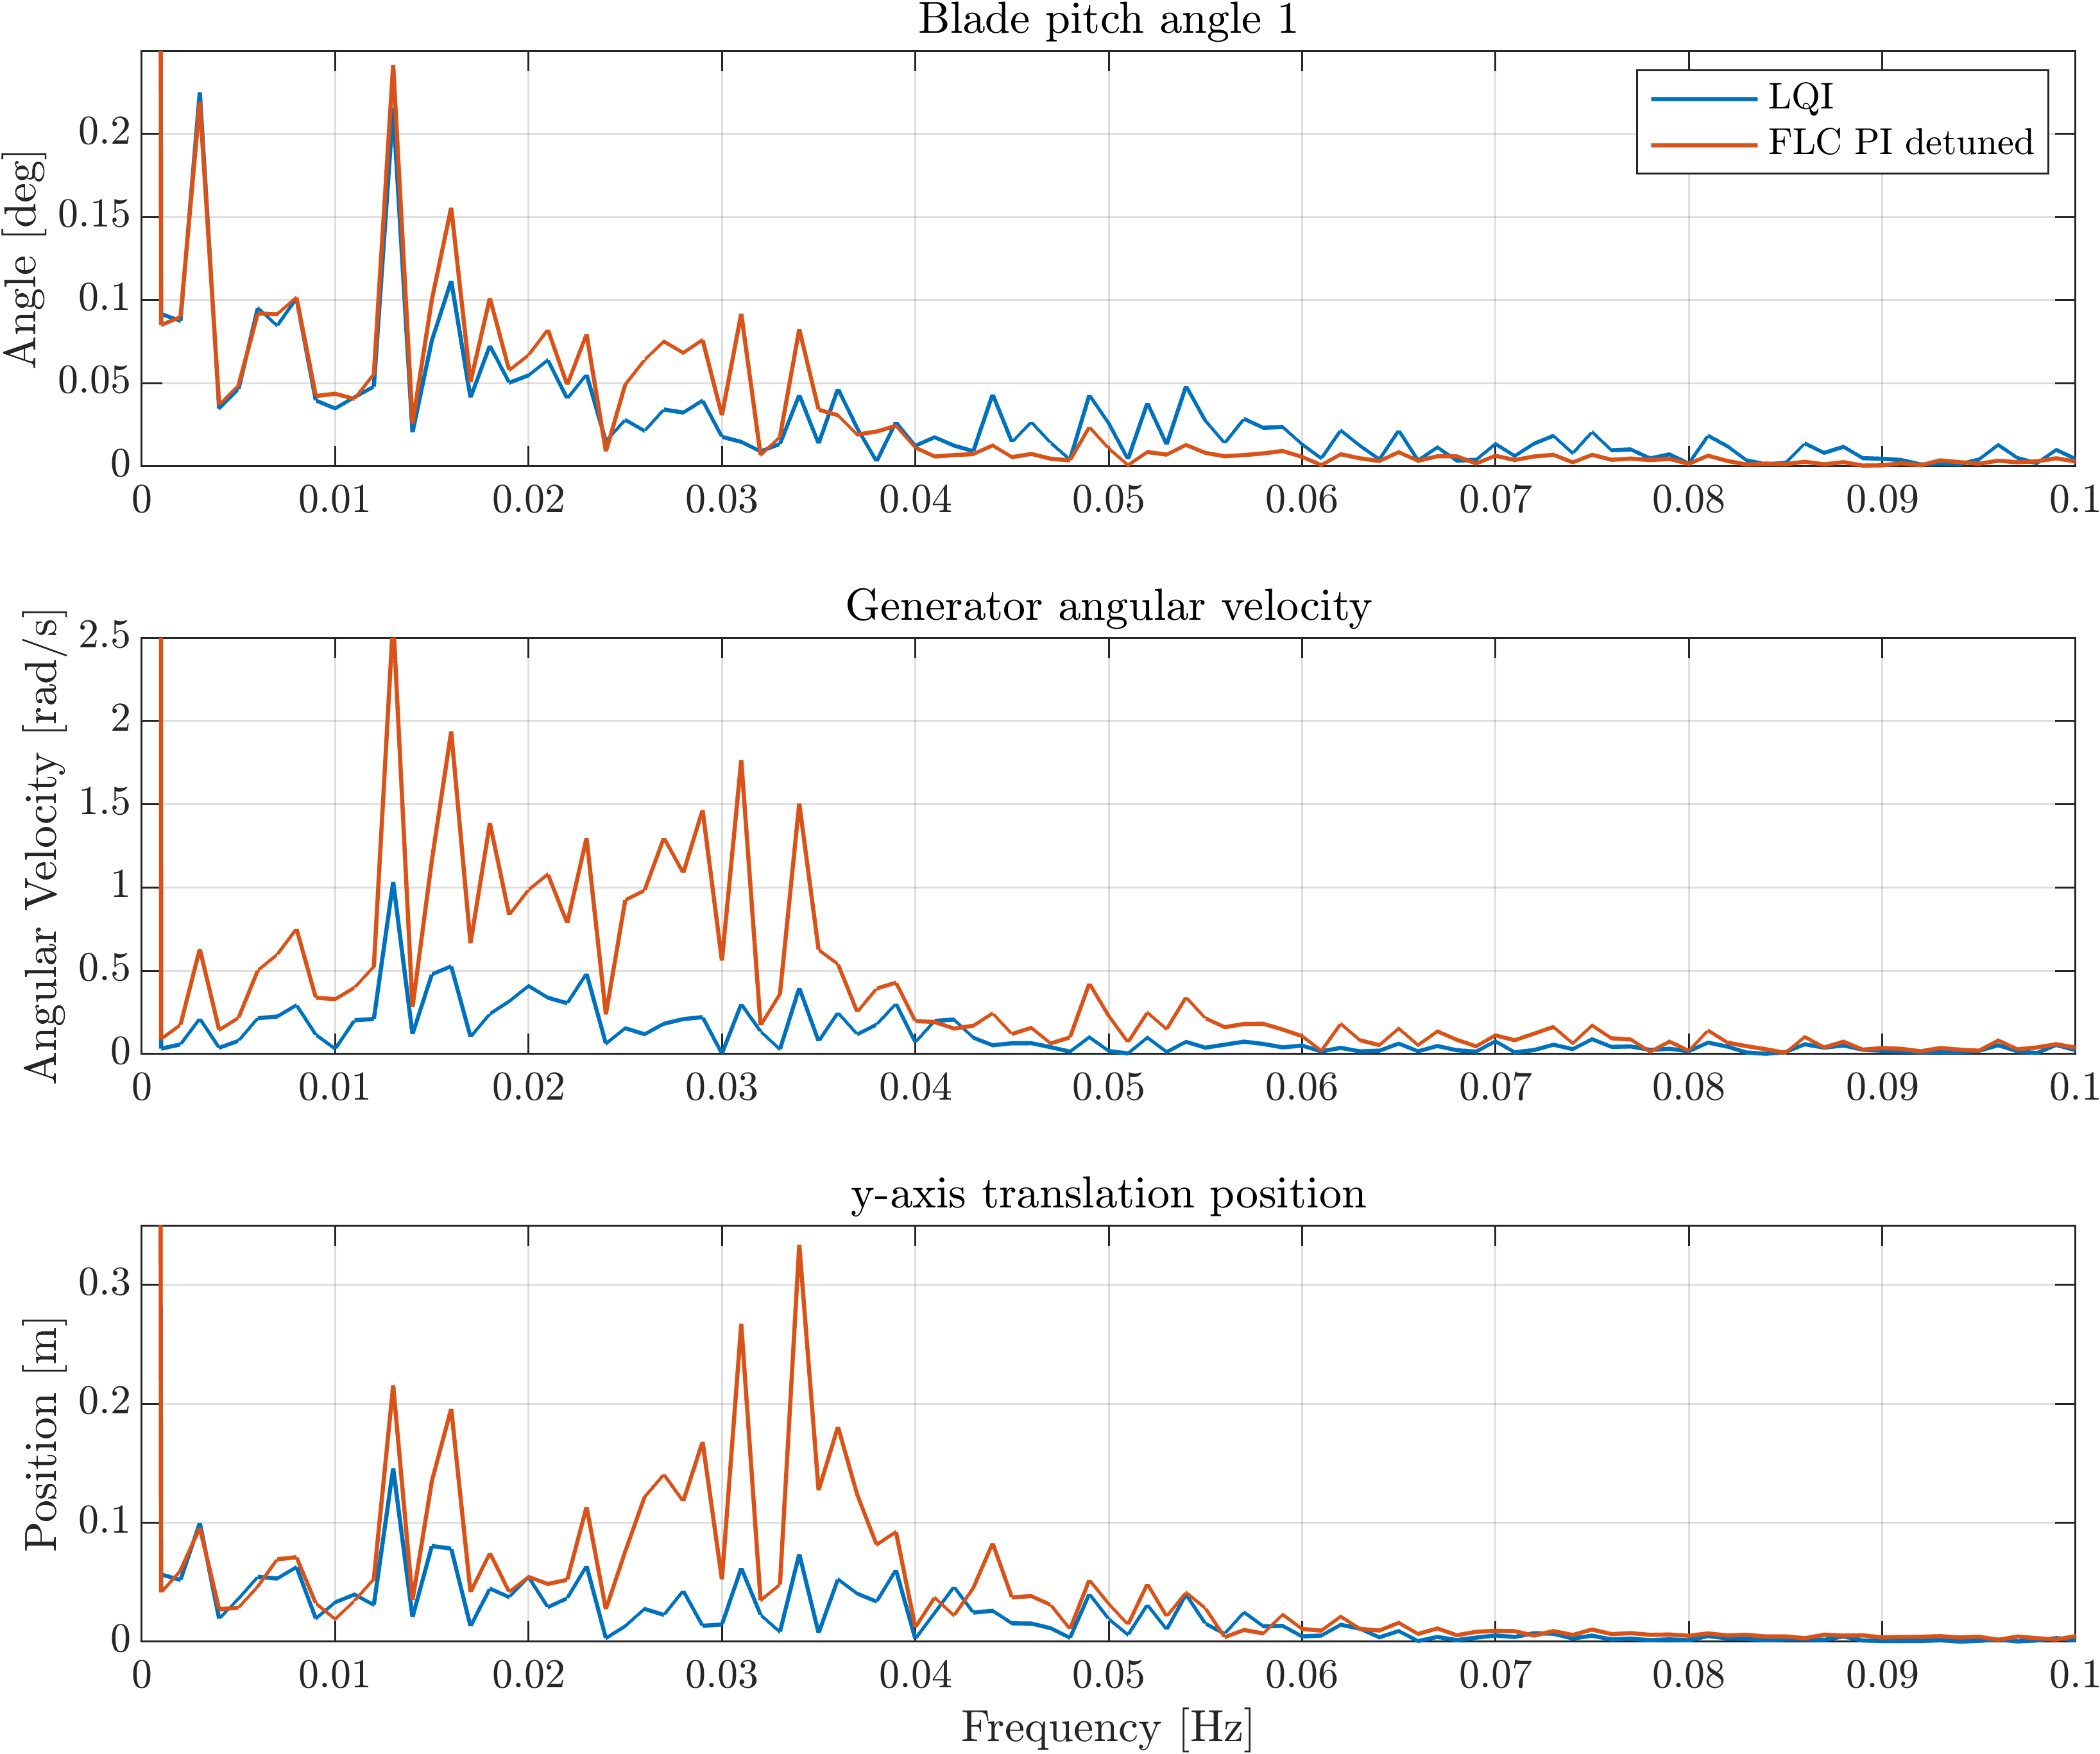 Blade pitch angle 1
Angle [deg]
0.2
0.15
0.1
0.05
0
LQI
FLC PI detuned
0 0.01 0.02 0.03 0.04 0.05 0.06 0.07 0.08 0.09 0.1
Generator angular velocity
Angular Velocity [rad/s]
2.5
2
1.5
1
0.5
0
0 0.01 0.02 0.03 0.04 0.05 0.06 0.07 0.08 0.09 0.1
y-axis translation position
Position [m]
0.3
0.2
0.1
0
0 0.01 0.02 0.03 0.04 0.05 0.06 0.07 0.08 0.09 0.1
Frequency [Hz]